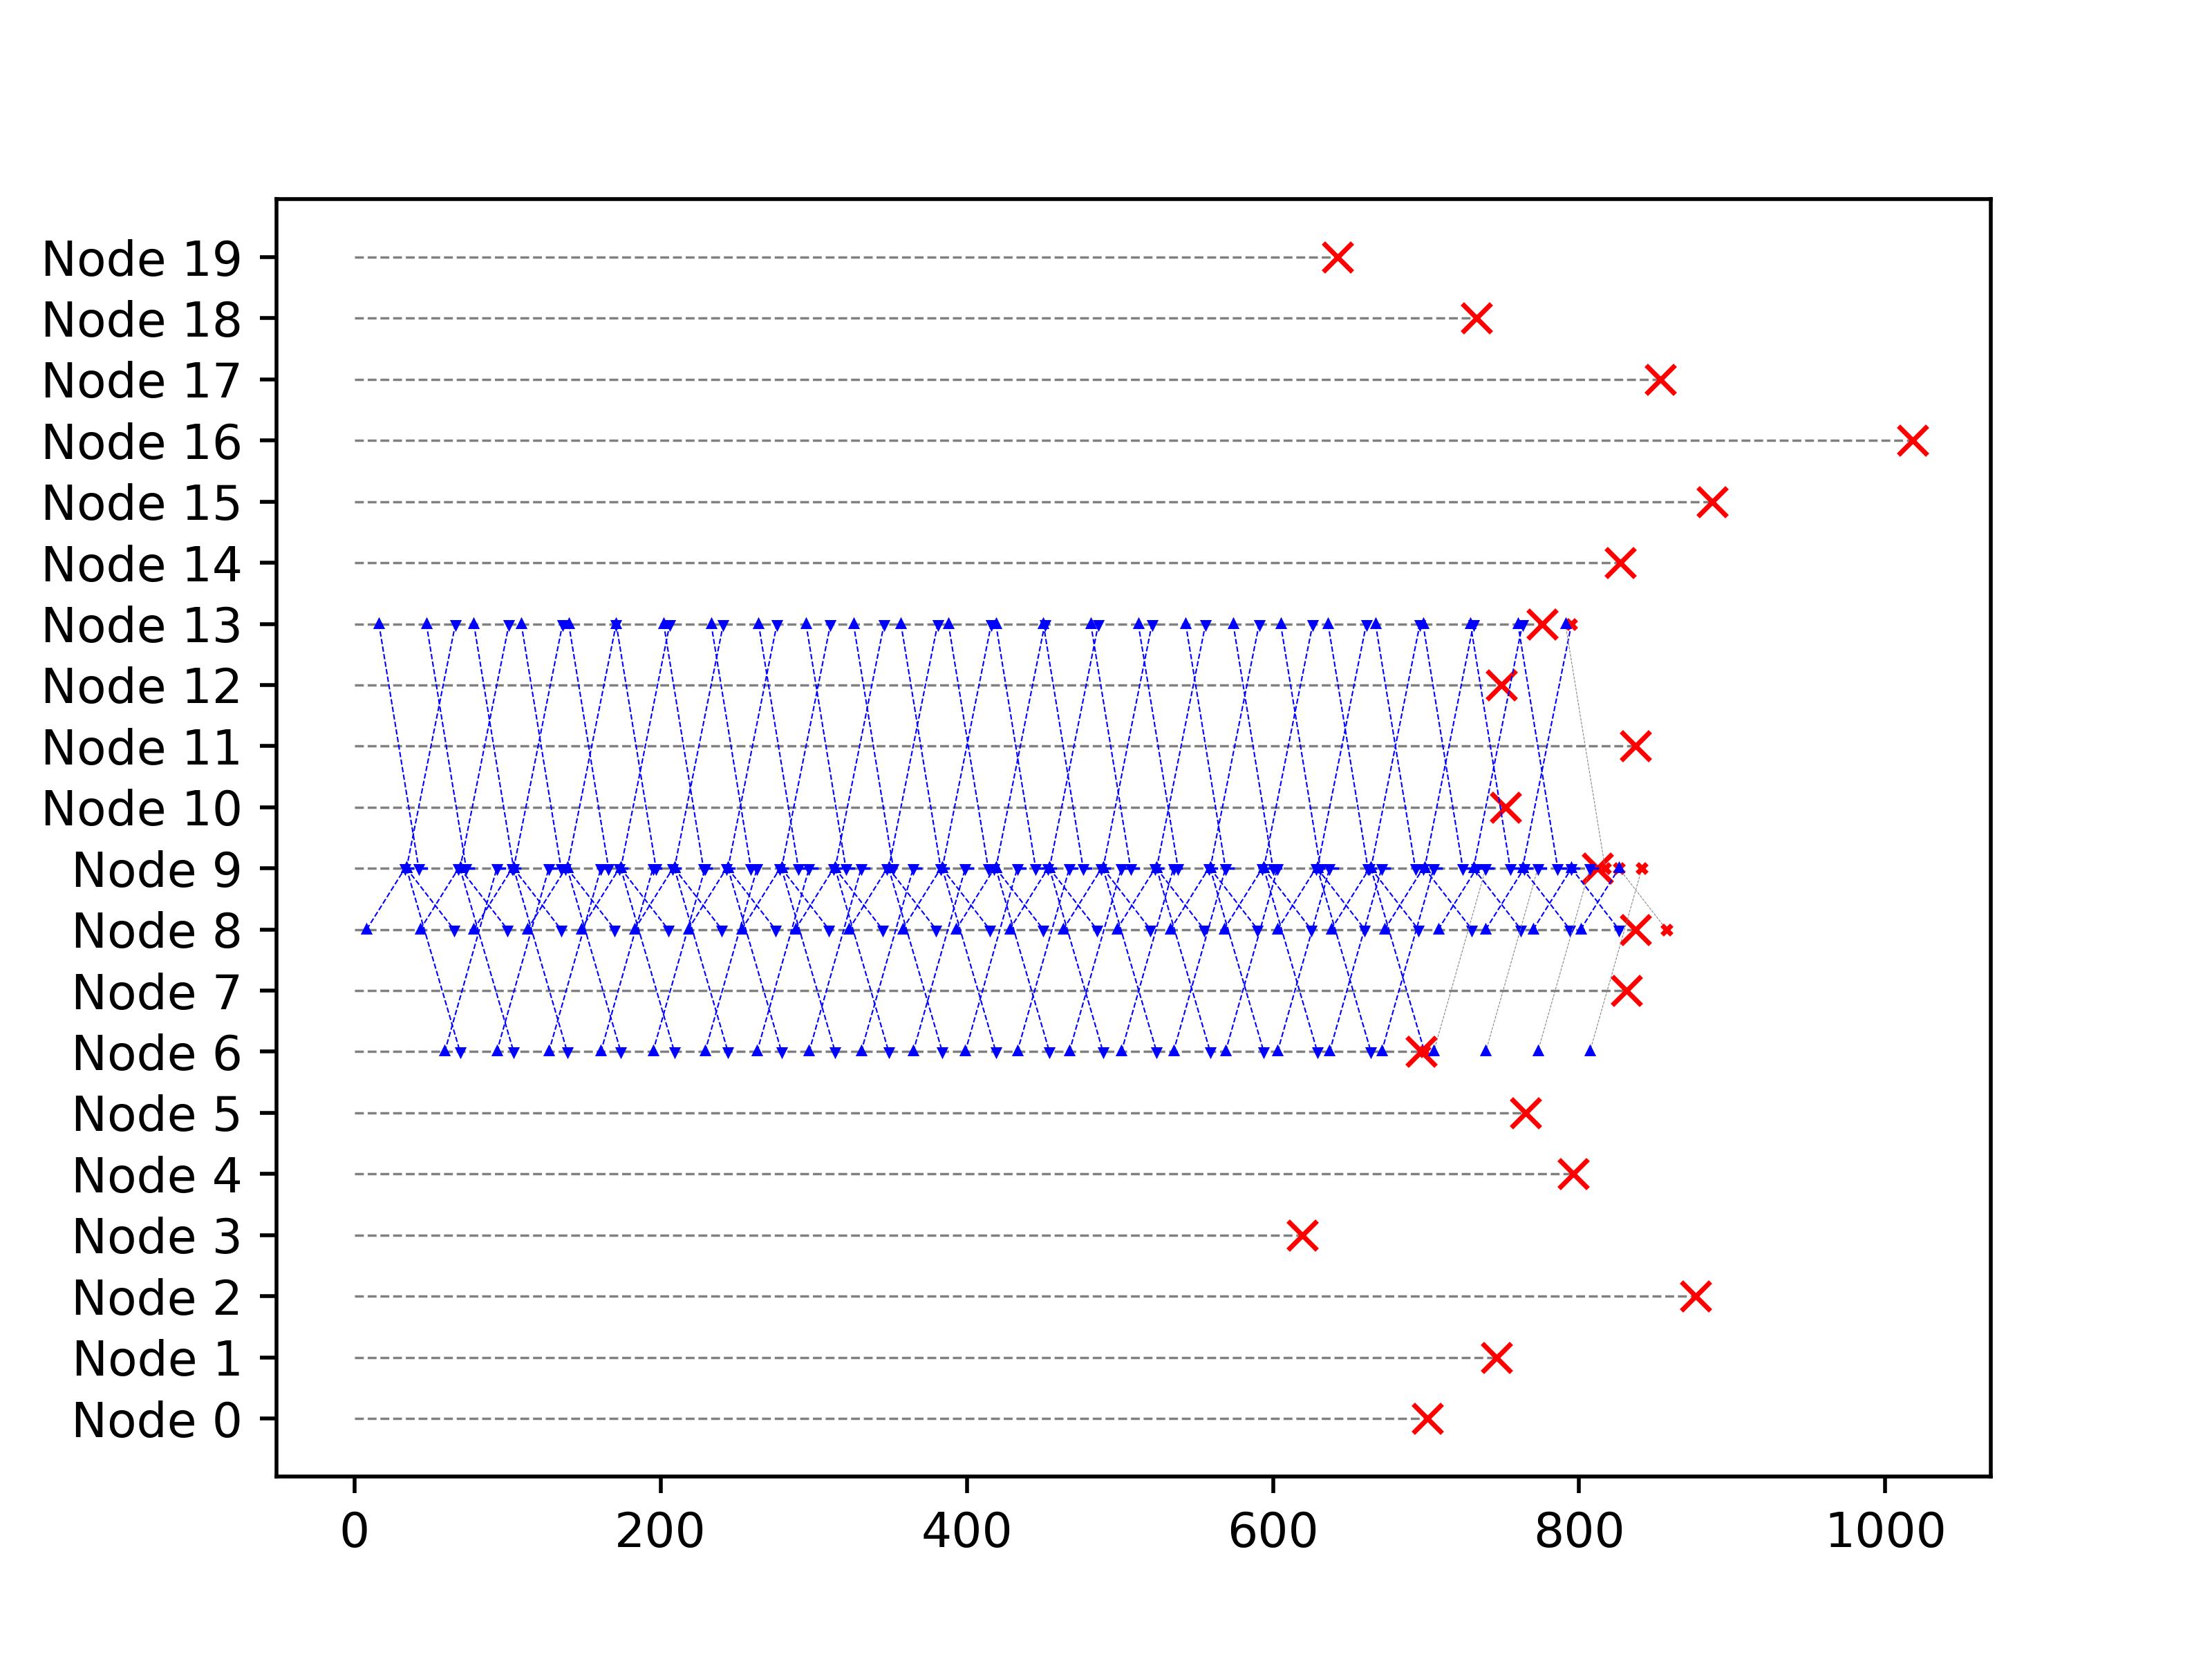 Node 19
Node 18
Node 17
Node 16
Node 15
Node 14
Node 13
Node 12
Node 11
Node 10
Node 9
Node 8
Node 7
Node 6
Node 5
Node 4
Node 3
Node 2
Node 1
Node 0
0 200 400 600 800 1000